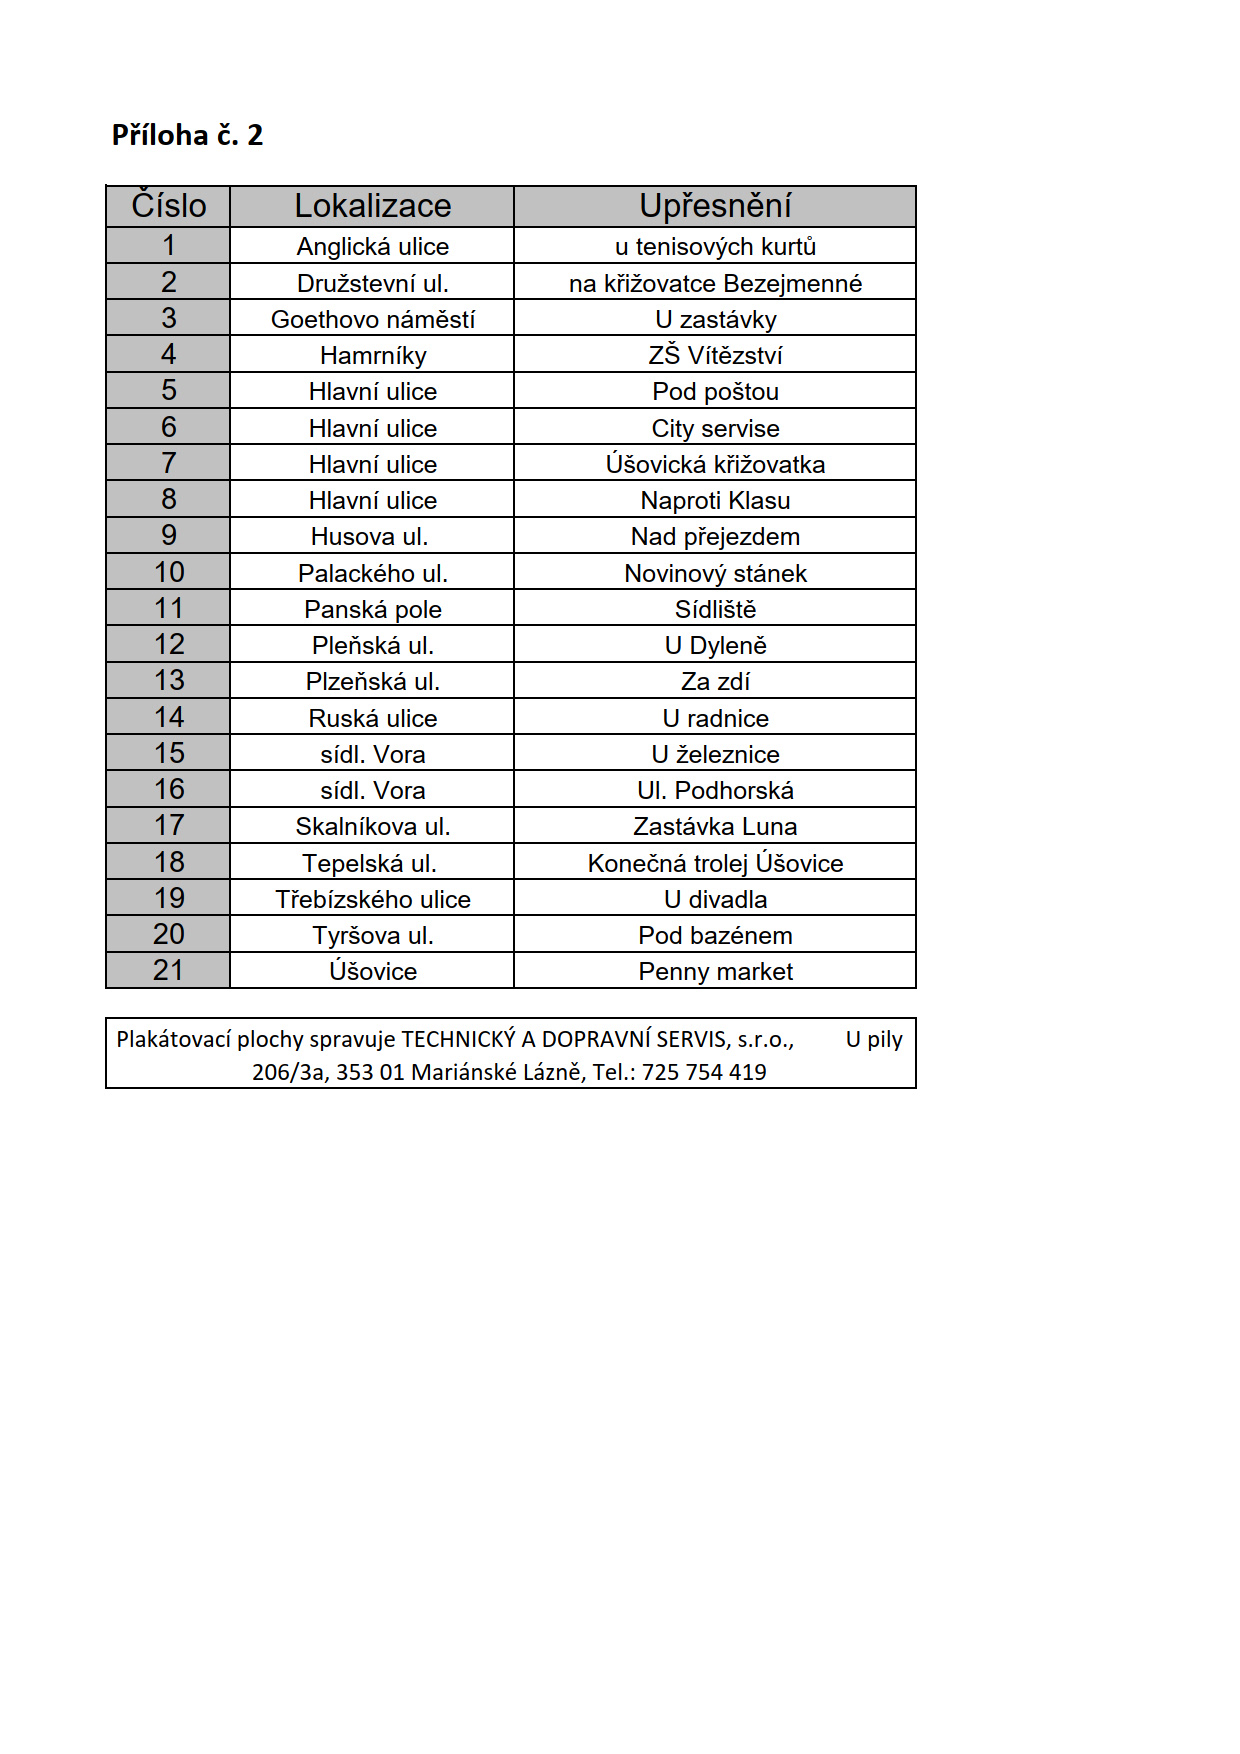 Příloha č. 2
Číslo Lokalizace Upřesnění
1 Anglická ulice u tenisových kurtů
2 Družstevní ul. na křižovatce Bezejmenné
3 Goethovo náměstí U zastávky
4 Hamrníky ZŠ Vítězství
5 Hlavní ulice Pod poštou
6 Hlavní ulice City servise
7 Hlavní ulice Úšovická křižovatka
8 Hlavní ulice Naproti Klasu
9 Husova ul. Nad přejezdem
10 Palackého ul. Novinový stánek
11 Panská pole Sídliště
12 Pleňská ul. U Dyleně
13 Plzeňská ul. Za zdí
14 Ruská ulice U radnice
15 sídl. Vora U železnice
16 sídl. Vora Ul. Podhorská
17 Skalníkova ul. Zastávka Luna
18 Tepelská ul. Konečná trolej Úšovice
19 Třebízského ulice U divadla
20 Tyršova ul. Pod bazénem
21 Úšovice Penny market
Plakátovací plochy spravuje TECHNICKÝ A DOPRAVNÍ SERVIS, s.r.o., U pily
206/3a, 353 01 Mariánské Lázně, Tel.: 725 754 419